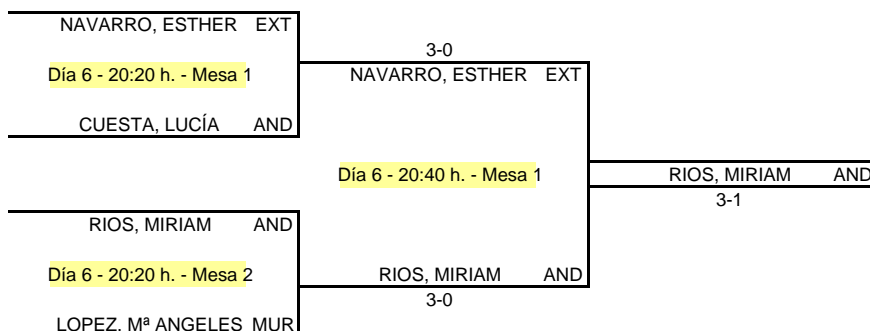 NAVARRO, ESTHER EXT
3-0
Día 6 - 20:20 h. - Mesa 1
NAVARRO, ESTHER EXT
CUESTA, LUCÍA AND
Día 6 - 20:40 h. - Mesa 1
RIOS, MIRIAM AND
3-1
RIOS, MIRIAM AND
Día 6 - 20:20 h. - Mesa 2
RIOS, MIRIAM AND
3-0
LOPEZ, Mª ANGELES MUR